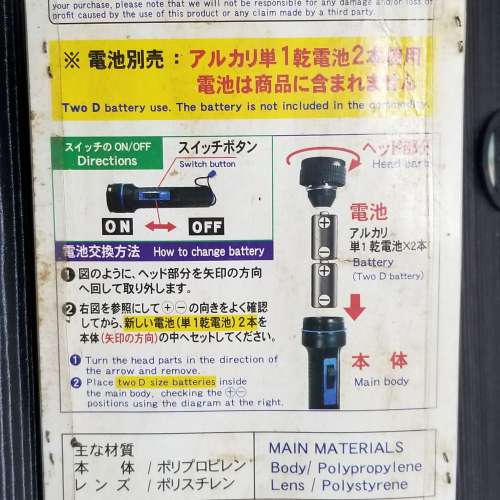 your purchase, please note that we will not be responsible for any damage and/or loss of
profit caused by the use of this product or any claim made by a third party.
※ 電池別売：アルカリ単1乾電池2本使用
電池は商品に含まれません
Two D battery use. The battery is not included in the commodity.
スイッチの ON/OFF
Directions
スイッチボタン
Switch button
ON OFF
ヘッド部分
Head part
電池
アルカリ
単1乾電池×2本
Battery
(Two D battery)
本体
Main body
電池交換方法 How to change battery
❶ 図のように、ヘッド部分を矢印の方向
へ回して取り外します。
❷ 右図を参照にして⊕⊖の向きをよく確認
してから、新しい電池(単1乾電池)2本を
本体(矢印の方向)の中へセットしてください。
❶ Turn the head parts in the direction of
the arrow and remove.
❷ Place two D size batteries inside
the main body, checking the ⊕⊖
positions using the diagram at the right.
主な材質
本体/ポリプロピレン
レンズ/ポリスチレン
MAIN MATERIALS
Body/Polypropylene
Lens/Polystyrene